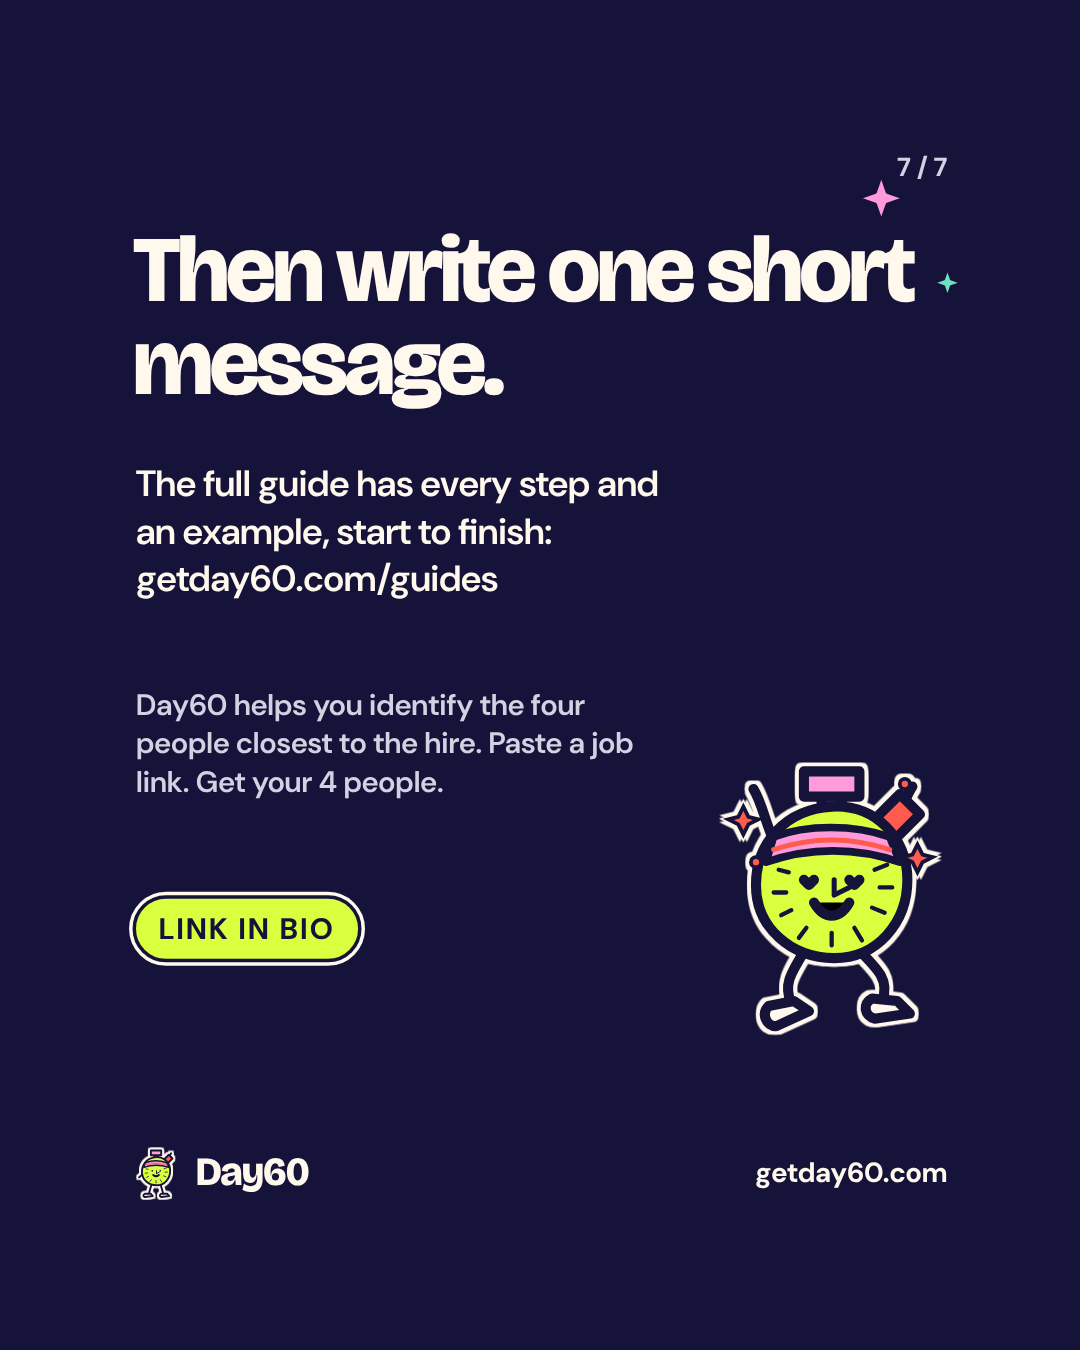 7 / 7
Then write one short
message.
The full guide has every step and
an example, start to finish:
getday60.com/guides
Day60 helps you identify the four
people closest to the hire. Paste a job
link. Get your 4 people.
LINK IN BIO
Day60
getday60.com